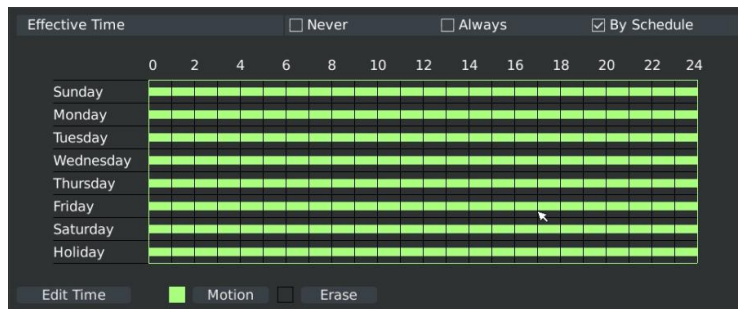 Effective Time Never Always By Schedule
0 2 4 6 8 10 12 14 16 18 20 22 24
Sunday
Monday
Tuesday
Wednesday
Thursday
Friday
Saturday
Holiday
Edit Time Motion Erase